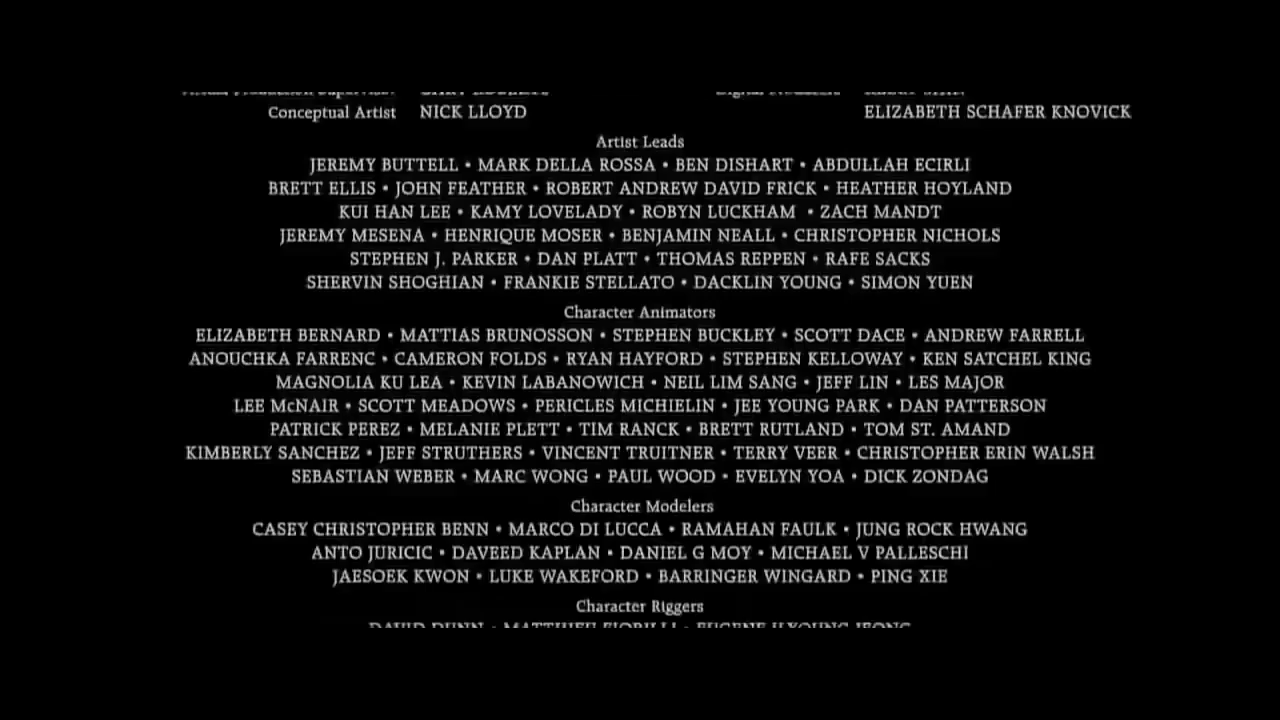 Conceptual Artist NICK LLOYD ELIZABETH SCHAFER KNOVICK
Artist Leads
JEREMY BUTTELL • MARK DELLA ROSSA • BEN DISHART • ABDULLAH ECIRLI
BRETT ELLIS • JOHN FEATHER • ROBERT ANDREW DAVID FRICK • HEATHER HOYLAND
KUI HAN LEE • KAMY LOVELADY • ROBYN LUCKHAM • ZACH MANDT
JEREMY MESENA • HENRIQUE MOSER • BENJAMIN NEALL • CHRISTOPHER NICHOLS
STEPHEN J. PARKER • DAN PLATT • THOMAS REPPEN • RAFE SACKS
SHERVIN SHOGHIAN • FRANKIE STELLATO • DACKLIN YOUNG • SIMON YUEN
Character Animators
ELIZABETH BERNARD • MATTIAS BRUNOSSON • STEPHEN BUCKLEY • SCOTT DACE • ANDREW FARRELL
ANOUCHKA FARRENC • CAMERON FOLDS • RYAN HAYFORD • STEPHEN KELLOWAY • KEN SATCHEL KING
MAGNOLIA KU LEA • KEVIN LABANOWICH • NEIL LIM SANG • JEFF LIN • LES MAJOR
LEE McNAIR • SCOTT MEADOWS • PERICLES MICHIELIN • JEE YOUNG PARK • DAN PATTERSON
PATRICK PEREZ • MELANIE PLETT • TIM RANCK • BRETT RUTLAND • TOM ST. AMAND
KIMBERLY SANCHEZ • JEFF STRUTHERS • VINCENT TRUITNER • TERRY VEER • CHRISTOPHER ERIN WALSH
SEBASTIAN WEBER • MARC WONG • PAUL WOOD • EVELYN YOA • DICK ZONDAG
Character Modelers
CASEY CHRISTOPHER BENN • MARCO DI LUCCA • RAMAHAN FAULK • JUNG ROCK HWANG
ANTO JURICIC • DAVEED KAPLAN • DANIEL G MOY • MICHAEL V PALLESCHI
JAESOEK KWON • LUKE WAKEFORD • BARRINGER WINGARD • PING XIE
Character Riggers